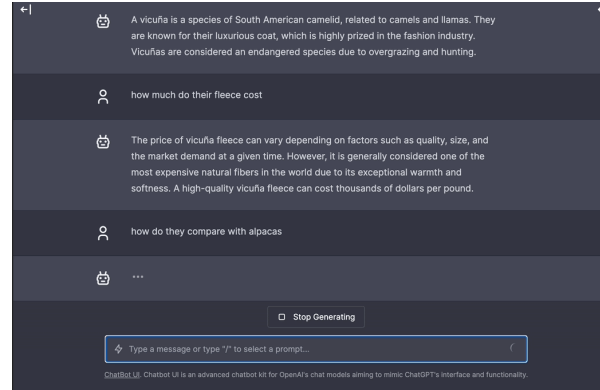 A vicuña is a species of South American camelid, related to camels and llamas. They
are known for their luxurious coat, which is highly prized in the fashion industry.
Vicuñas are considered an endangered species due to overgrazing and hunting.
how much do their fleece cost
The price of vicuña fleece can vary depending on factors such as quality, size, and
the market demand at a given time. However, it is generally considered one of the
most expensive natural fibers in the world due to its exceptional warmth and
softness. A high-quality vicuña fleece can cost thousands of dollars per pound.
how do they compare with alpacas
...
Stop Generating
Type a message or type "/" to select a prompt...
ChatBot UI. Chatbot UI is an advanced chatbot kit for OpenAI's chat models aiming to mimic ChatGPT's interface and functionality.